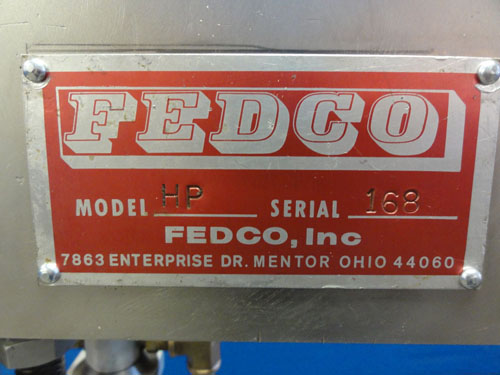 FEDCO
MODEL HP SERIAL 168
FEDCO, Inc
7863 ENTERPRISE DR. MENTOR OHIO 44060